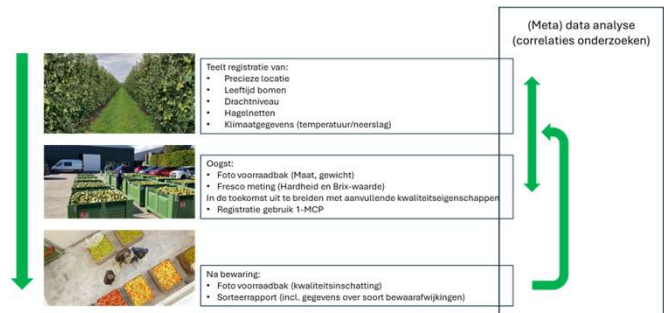 (Meta) data analyse
(correlaties onderzoeken)
Teelt registratie van:
• Precieze locatie
• Leeftijd bomen
• Drachtniveau
• Hagelnetten
• Klimaatgegevens (temperatuur/neerslag)
Oogst:
• Foto voorraadbak (Maat, gewicht)
• Fresco meting (Hardheid en Brix-waarde)
In de toekomst uit te breiden met aanvullende kwaliteitseigenschappen
• Registratie gebruik 1-MCP
Na bewaring:
• Foto voorraadbak (kwaliteitsinschatting)
• Sorteerrapport (incl. gegevens over soort bewaarafwijkingen)